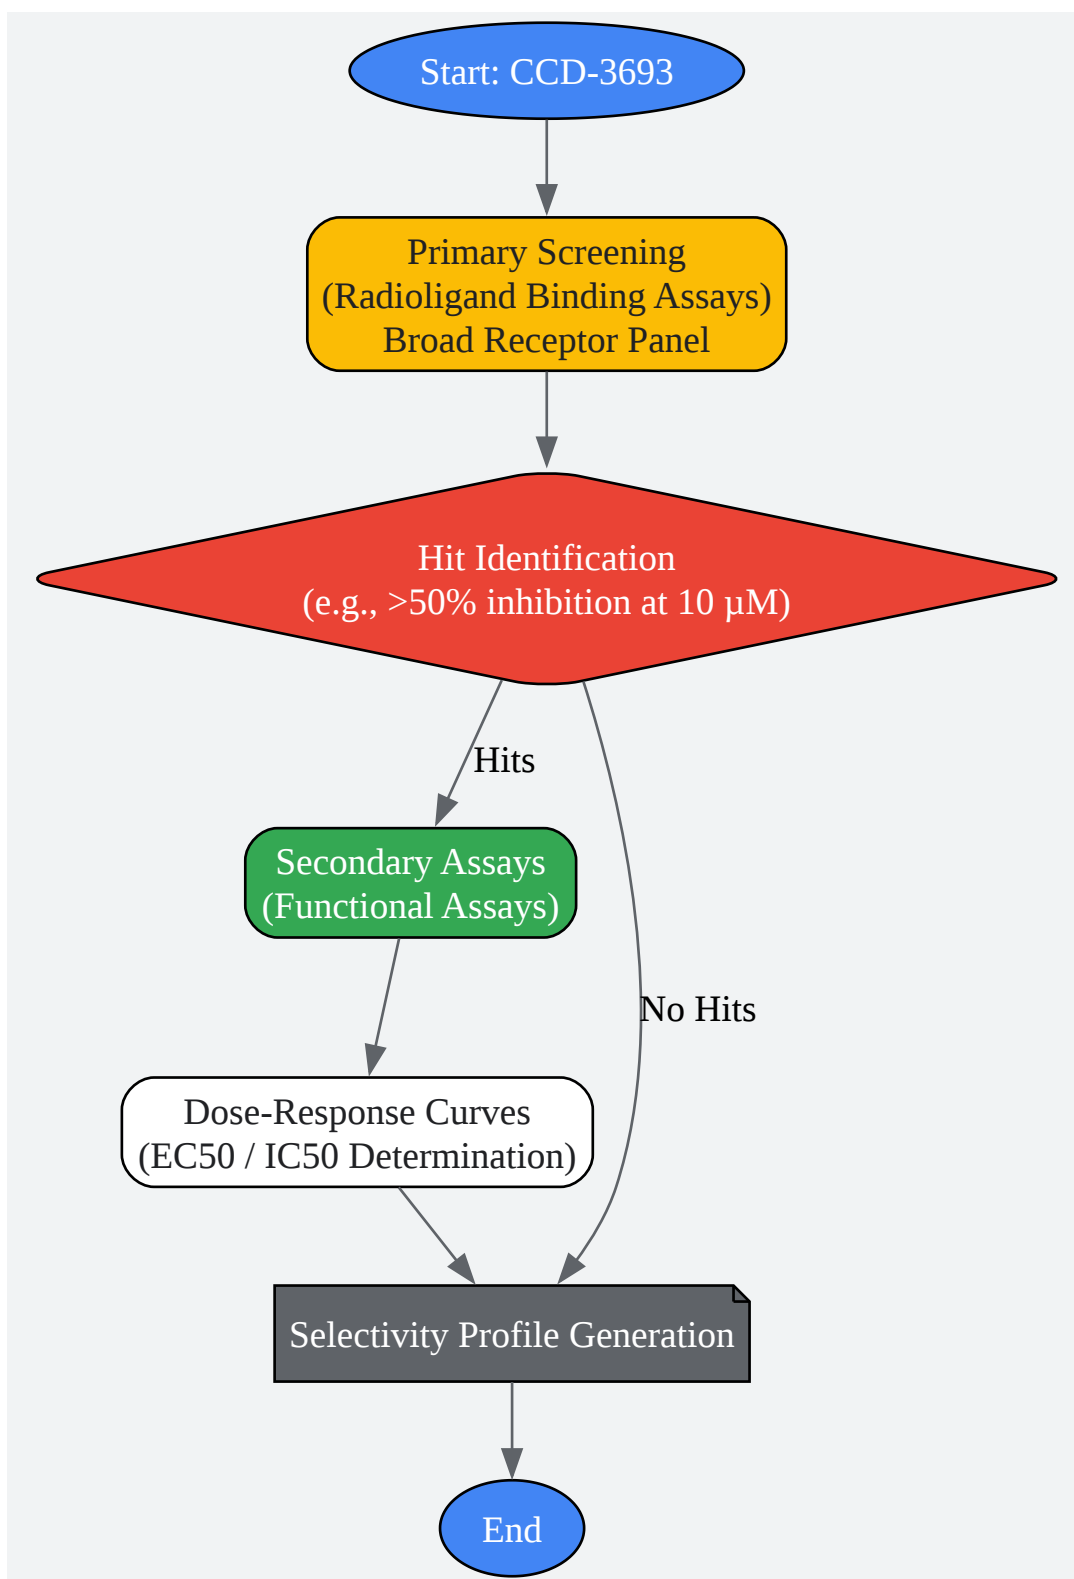 Start: CCD-3693
Primary Screening
(Radioligand Binding Assays)
Broad Receptor Panel
Hit Identification
(e.g., >50% inhibition at 10 µM)
Hits
Secondary Assays
(Functional Assays)
No Hits
Dose-Response Curves
(EC50 / IC50 Determination)
Selectivity Profile Generation
End